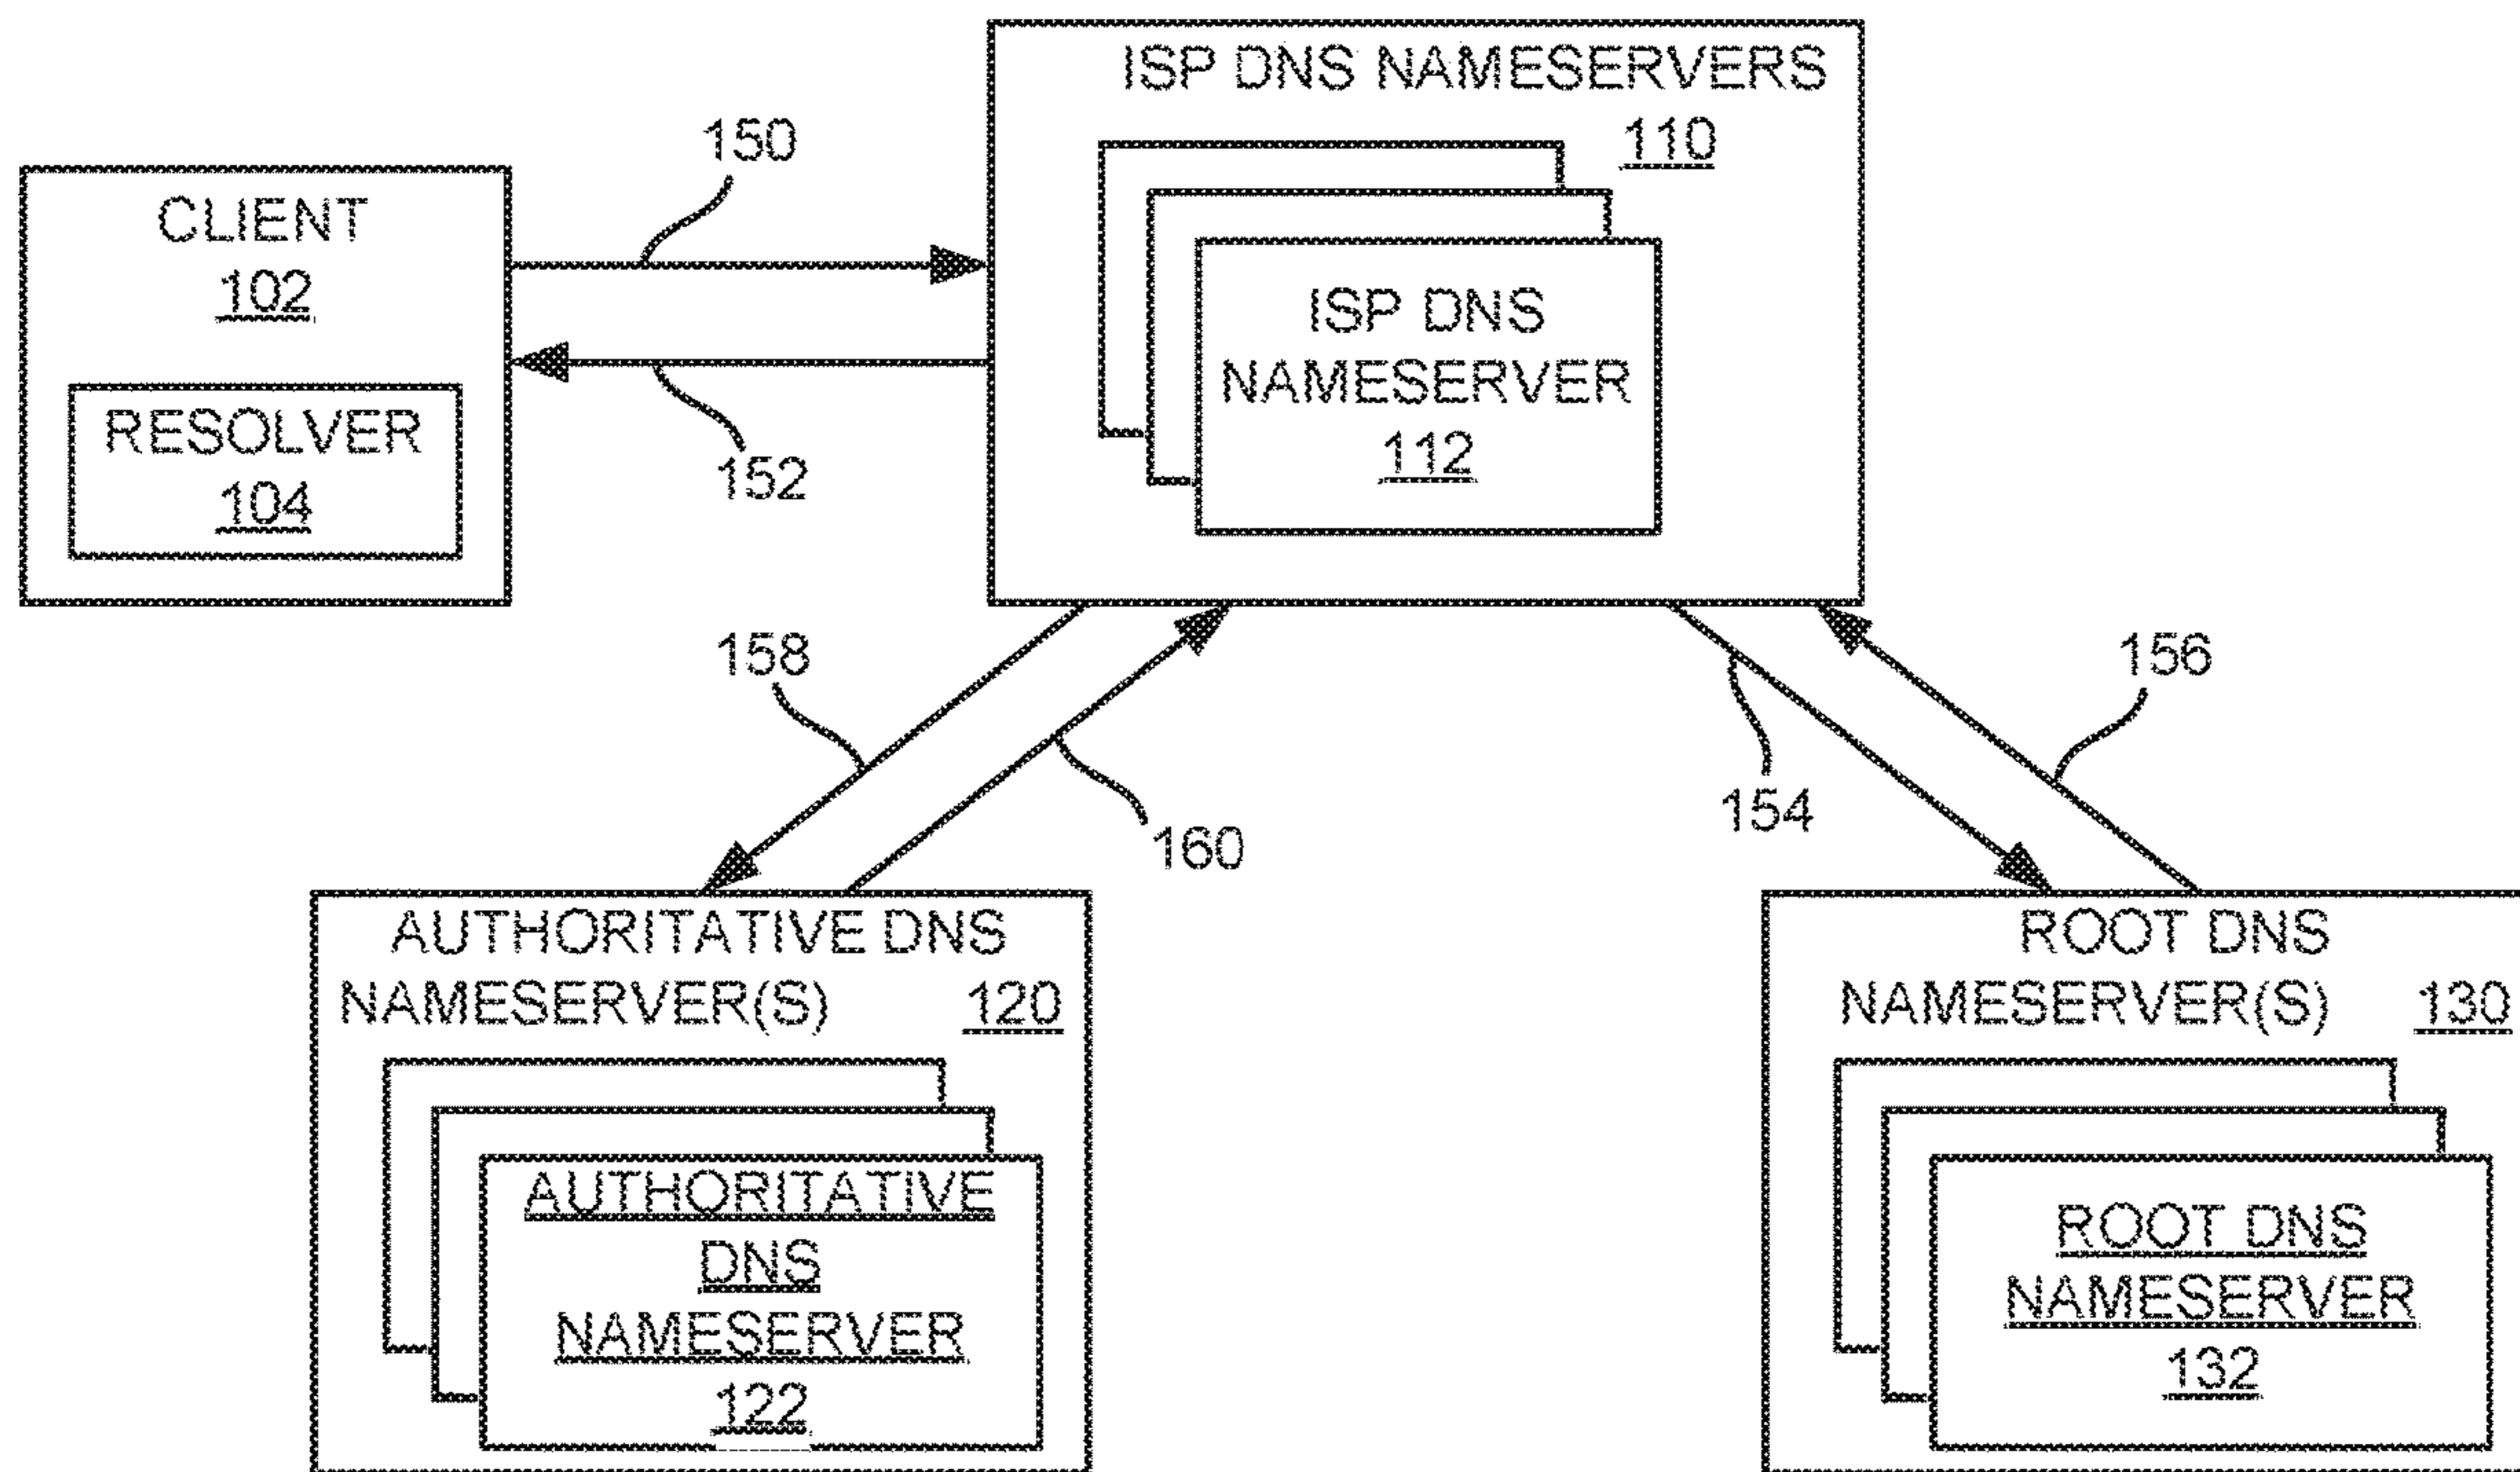 ISP DNS NAMESERVERS
110
150
CLIENT
102
ISP DNS
NAMESERVER
112
RESOLVER
104
152
158
156
154
160
AUTHORITATIVE DNS
NAMESERVER(S) 120
ROOT DNS
NAMESERVER(S) 130
AUTHORITATIVE
DNS
NAMESERVER
122
ROOT DNS
NAMESERVER
132